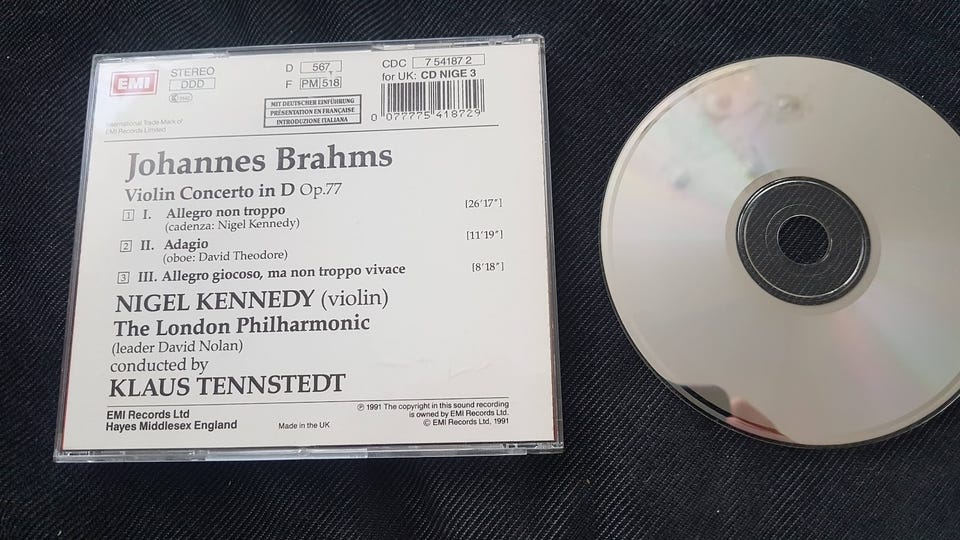 EMI
STEREO
DDD
International Trade Mark of
EMI Records Limited
D 567
F PM 518
MIT DEUTSCHER EINFÜHRUNG
PRÉSENTATION EN FRANÇAISE
INTRODUZIONE ITALIANA
CDC 7 54187 2
for UK: CD NIGE 3
0 077775 418729
Johannes Brahms
Violin Concerto in D Op.77
1 I. Allegro non troppo [26'17"]
(cadenza: Nigel Kennedy)
2 II. Adagio [11'19"]
(oboe: David Theodore)
3 III. Allegro giocoso, ma non troppo vivace [8'18"]
NIGEL KENNEDY (violin)
The London Philharmonic
(leader David Nolan)
conducted by
KLAUS TENNSTEDT
EMI Records Ltd
Hayes Middlesex England
Made in the UK
℗ 1991 The copyright in this sound recording
is owned by EMI Records Ltd.
© EMI Records Ltd, 1991